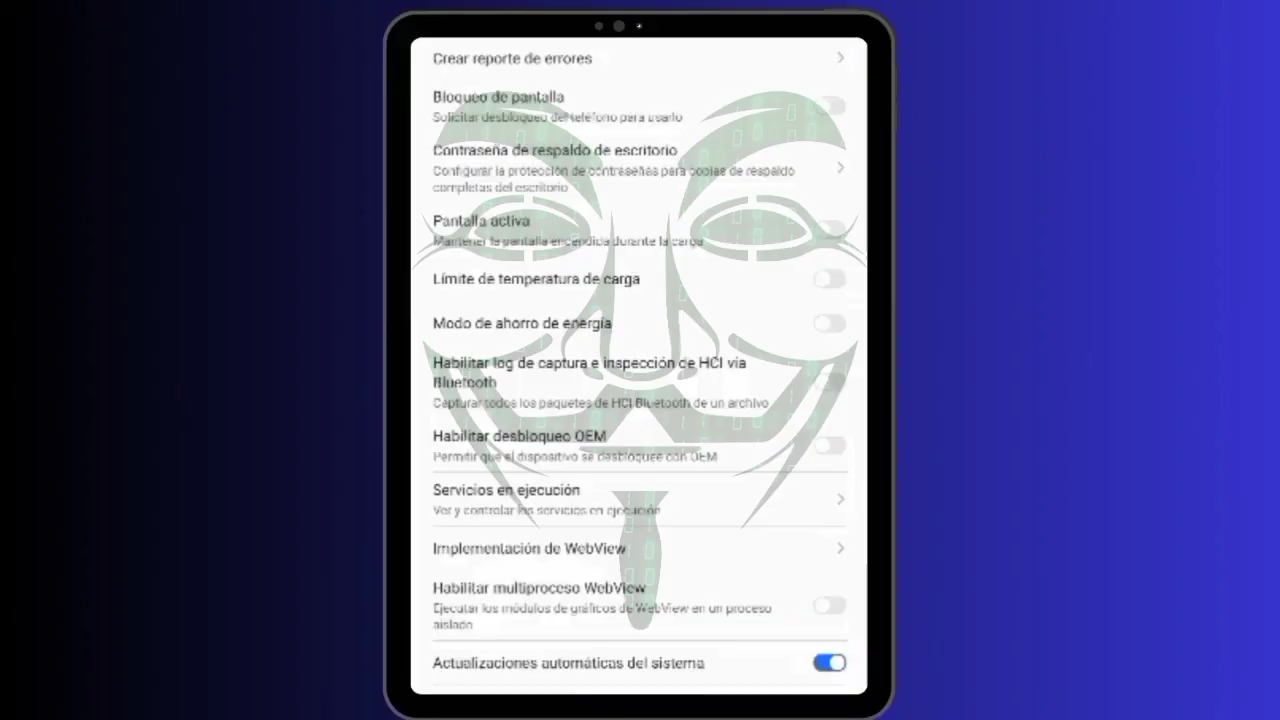 Crear reporte de errores
Bloqueo de pantalla
Solicitar desbloqueo del teléfono para usarlo
Contraseña de respaldo de escritorio
Configurar la protección de contraseñas para copias de respaldo
completas del escritorio
Pantalla activa
Mantener la pantalla encendida durante la carga
Límite de temperatura de carga
Modo de ahorro de energía
Habilitar log de captura e inspección de HCI vía
Bluetooth
Capturar todos los paquetes de HCI Bluetooth de un archivo
Habilitar desbloqueo OEM
Permitir que el dispositivo se desbloquee con OEM
Servicios en ejecución
Ver y controlar los servicios en ejecución
Implementación de WebView
Habilitar multiproceso WebView
Ejecutar los módulos de gráficos de WebView en un proceso
aislado
Actualizaciones automáticas del sistema